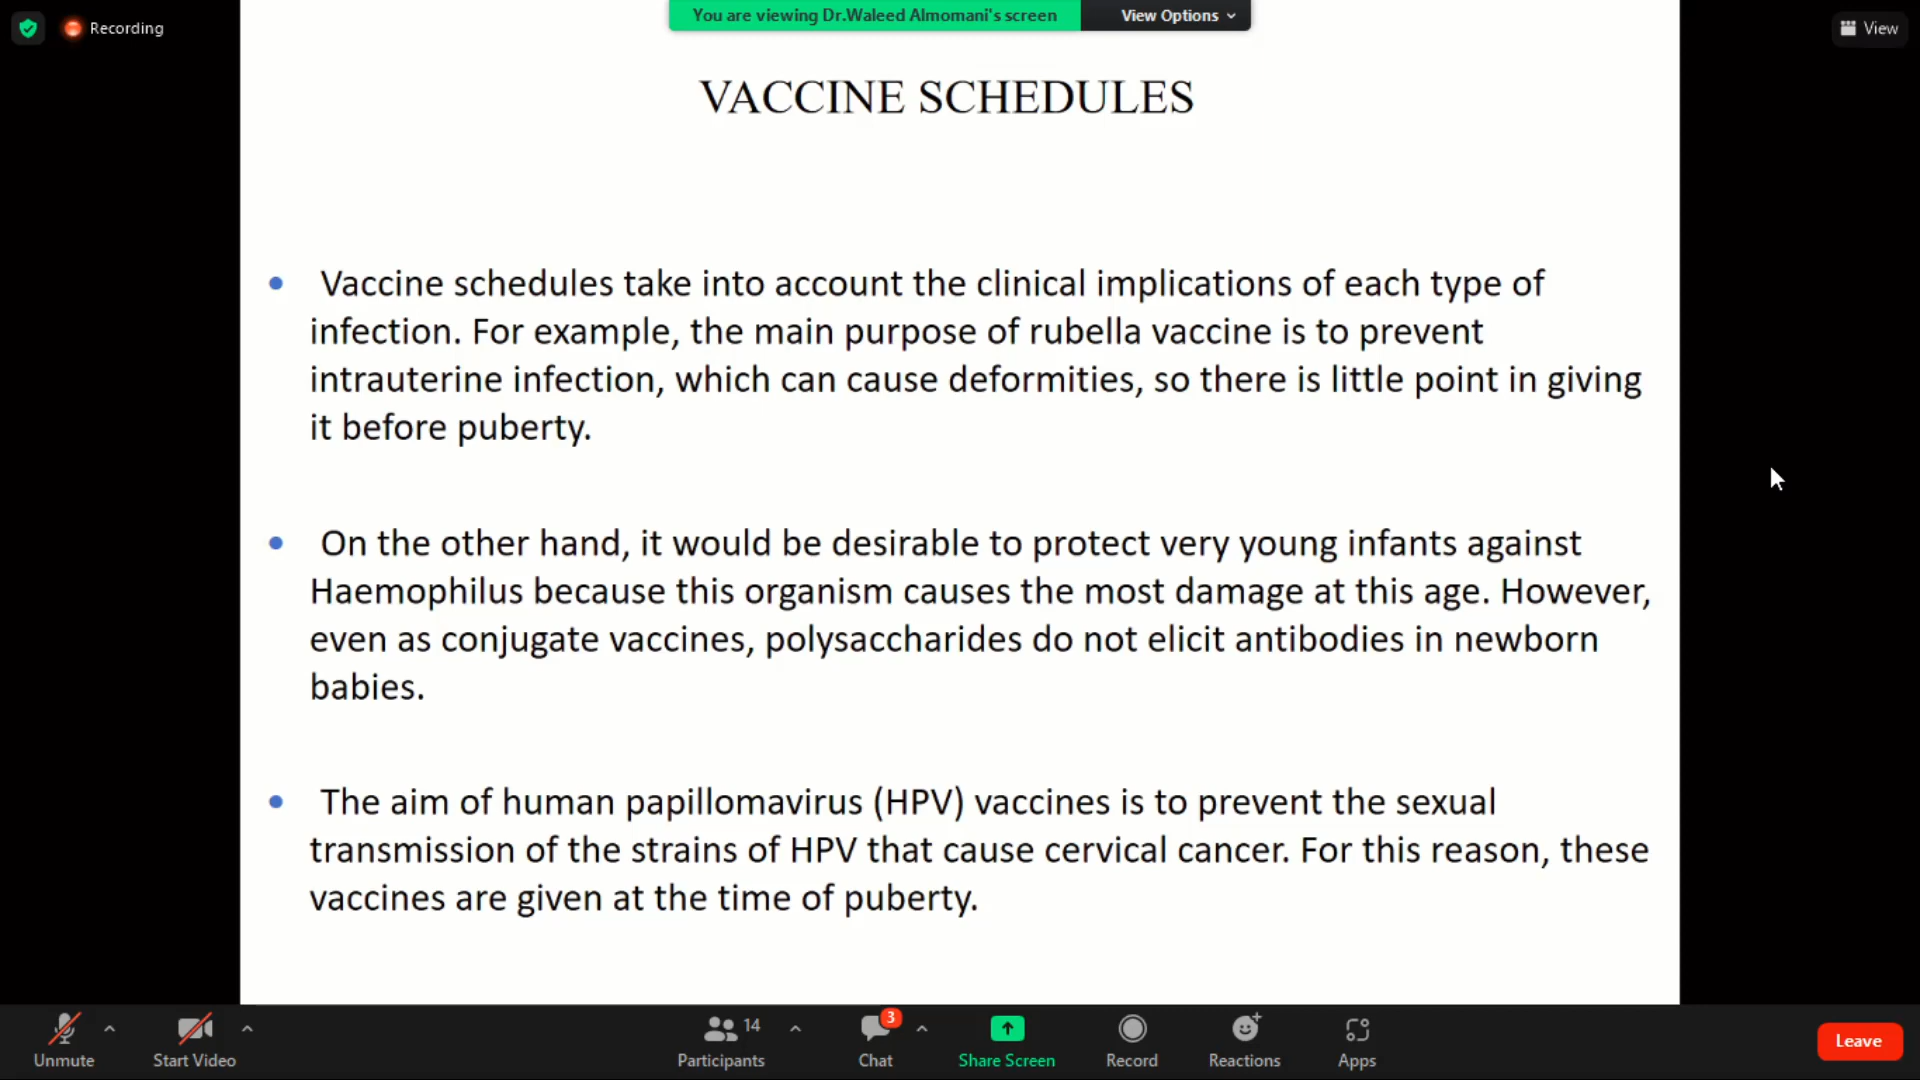 Recording
You are viewing Dr.Waleed Almomani's screen
View Options
View
VACCINE SCHEDULES
• Vaccine schedules take into account the clinical implications of each type of
infection. For example, the main purpose of rubella vaccine is to prevent
intrauterine infection, which can cause deformities, so there is little point in giving
it before puberty.
• On the other hand, it would be desirable to protect very young infants against
Haemophilus because this organism causes the most damage at this age. However,
even as conjugate vaccines, polysaccharides do not elicit antibodies in newborn
babies.
• The aim of human papillomavirus (HPV) vaccines is to prevent the sexual
transmission of the strains of HPV that cause cervical cancer. For this reason, these
vaccines are given at the time of puberty.
Unmute
Start Video
14
Participants
3
Chat
Share Screen
Record
Reactions
Apps
Leave